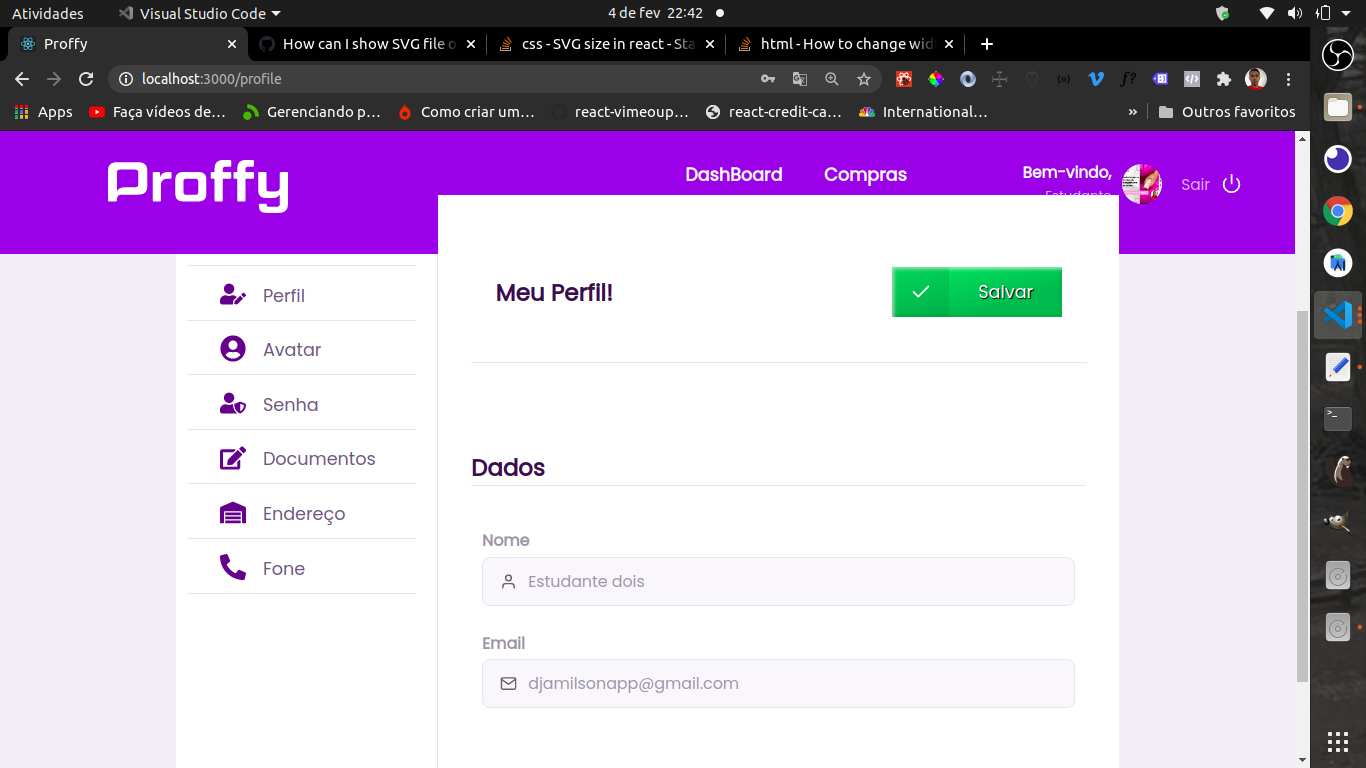 Atividades
Visual Studio Code
4 de fev 22:42
Proffy
How can I show SVG file o
css - SVG size in react - Sta
html - How to change wid
localhost:3000/profile
Apps
Faça vídeos de…
Gerenciando p…
Como criar um…
react-vimeoup…
react-credit-ca…
International…
»
Outros favoritos
Proffy
DashBoard
Compras
Bem-vindo,
Estudante
Sair
Perfil
Avatar
Senha
Documentos
Endereço
Fone
Meu Perfil!
Salvar
Dados
Nome
Estudante dois
Email
djamilsonapp@gmail.com